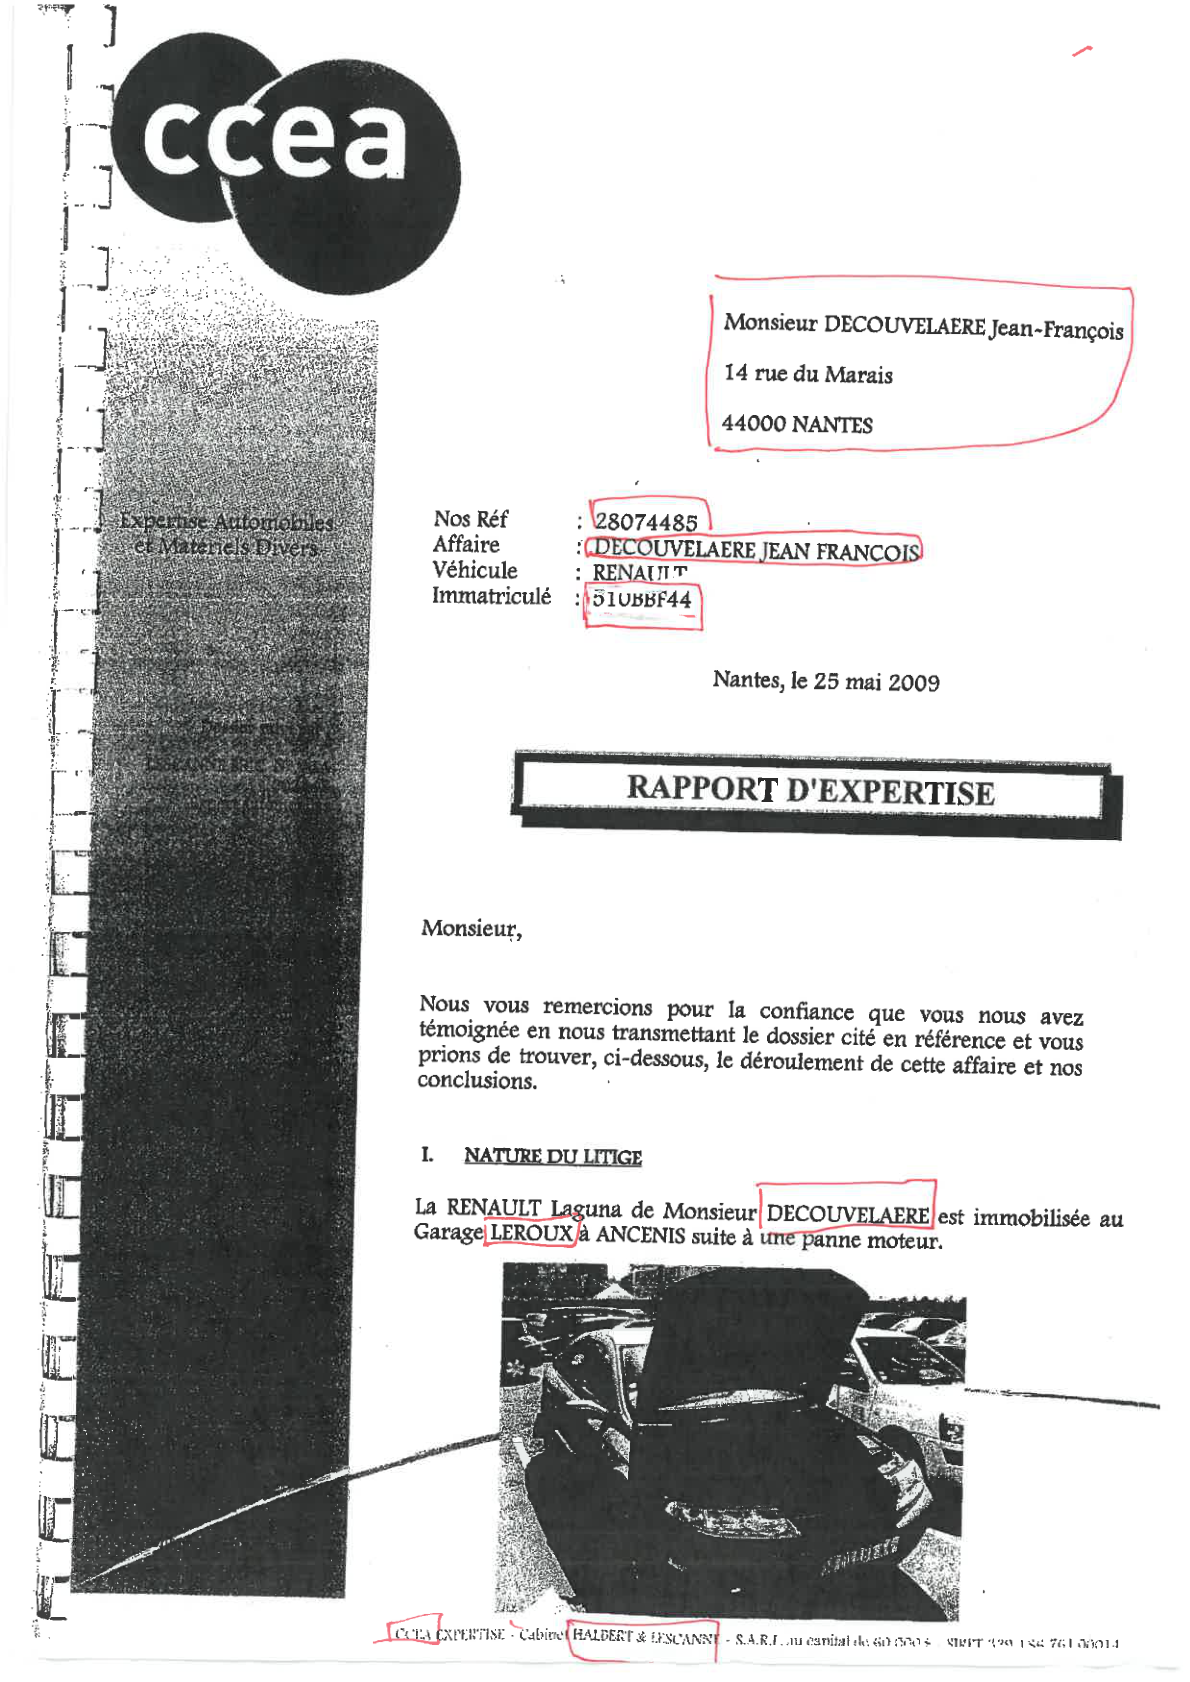 ccea
Monsieur DECOUVELAERE Jean-François
14 rue du Marais
44000 NANTES
Expertise Automobiles
et Matériels Divers
Nos Réf : 28074485
Affaire : DECOUVELAERE JEAN FRANCOIS
Véhicule : RENAULT
Immatriculé : 510BBF44
Nantes, le 25 mai 2009
RAPPORT D'EXPERTISE
Monsieur,
Nous vous remercions pour la confiance que vous nous avez
témoignée en nous transmettant le dossier cité en référence et vous
prions de trouver, ci-dessous, le déroulement de cette affaire et nos
conclusions.
I. NATURE DU LITIGE
La RENAULT Laguna de Monsieur DECOUVELAERE est immobilisée au
Garage LEROUX à ANCENIS suite à une panne moteur.
CCEA EXPERTISE - Cabinet HALBERT & LESCANNE - S.A.R.L. au capital de 60 000 € - SIRET